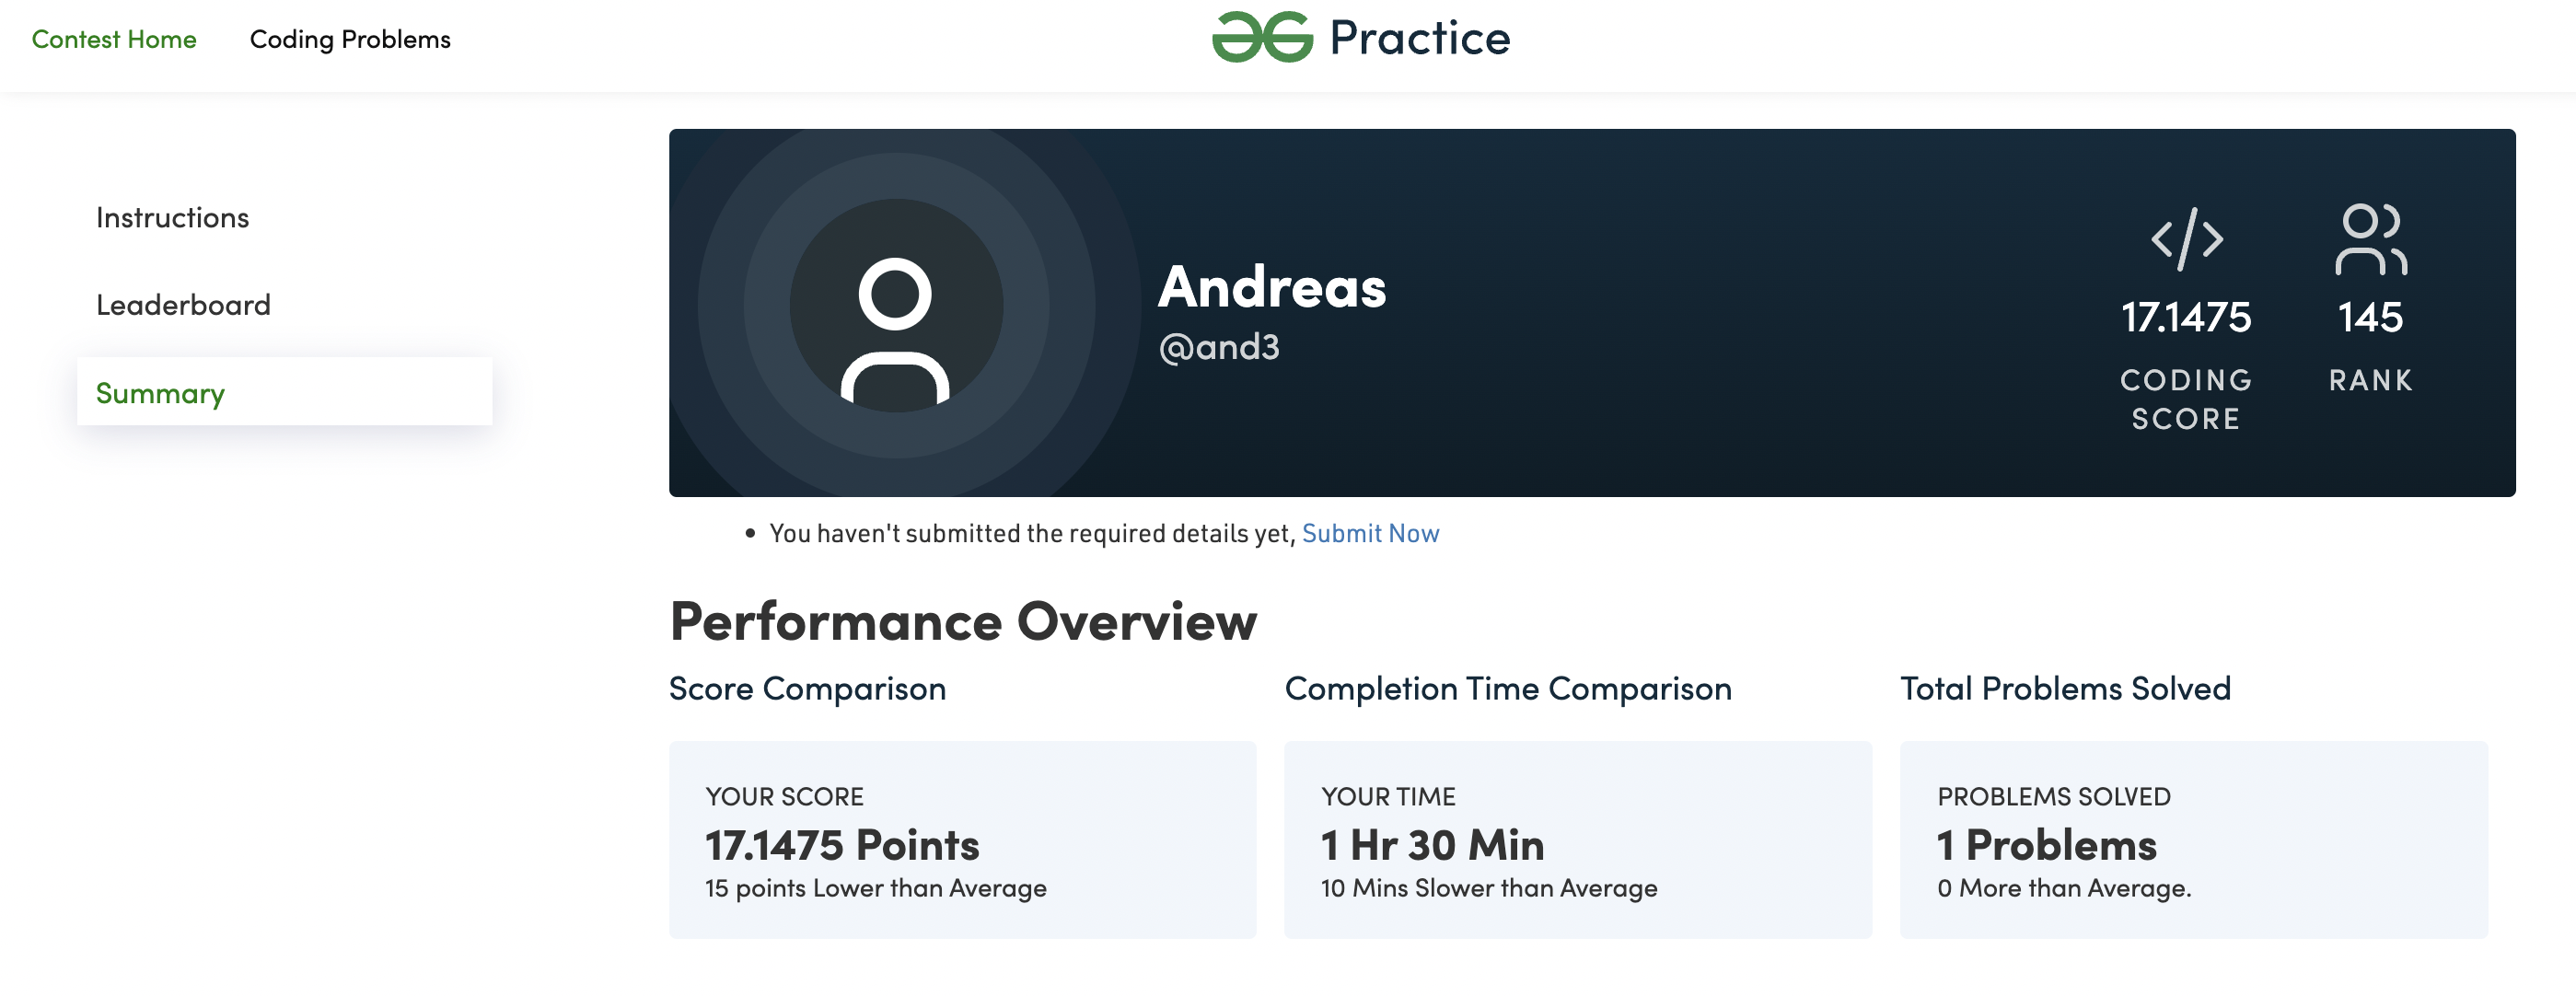 Contest Home
Coding Problems
Practice
Instructions
Leaderboard
Summary
Andreas
@and3
17.1475
CODING
SCORE
145
RANK
You haven't submitted the required details yet, Submit Now
Performance Overview
Score Comparison
YOUR SCORE
17.1475 Points
15 points Lower than Average
Completion Time Comparison
YOUR TIME
1 Hr 30 Min
10 Mins Slower than Average
Total Problems Solved
PROBLEMS SOLVED
1 Problems
0 More than Average.